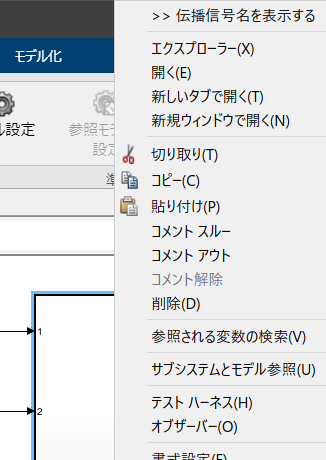 >> 伝播信号名を表示する
モデル化
エクスプローラー(X)
開く(E)
新しいタブで開く(T)
新規ウィンドウで開く(N)
ル設定
参照モ
設定
切り取り(T)
コピー(C)
準
貼り付け(P)
コメント スルー
コメント アウト
コメント解除
削除(D)
1
参照される変数の検索(V)
サブシステムとモデル参照(U)
テスト ハーネス(H)
2
オブザーバー(O)
書式設定(F)